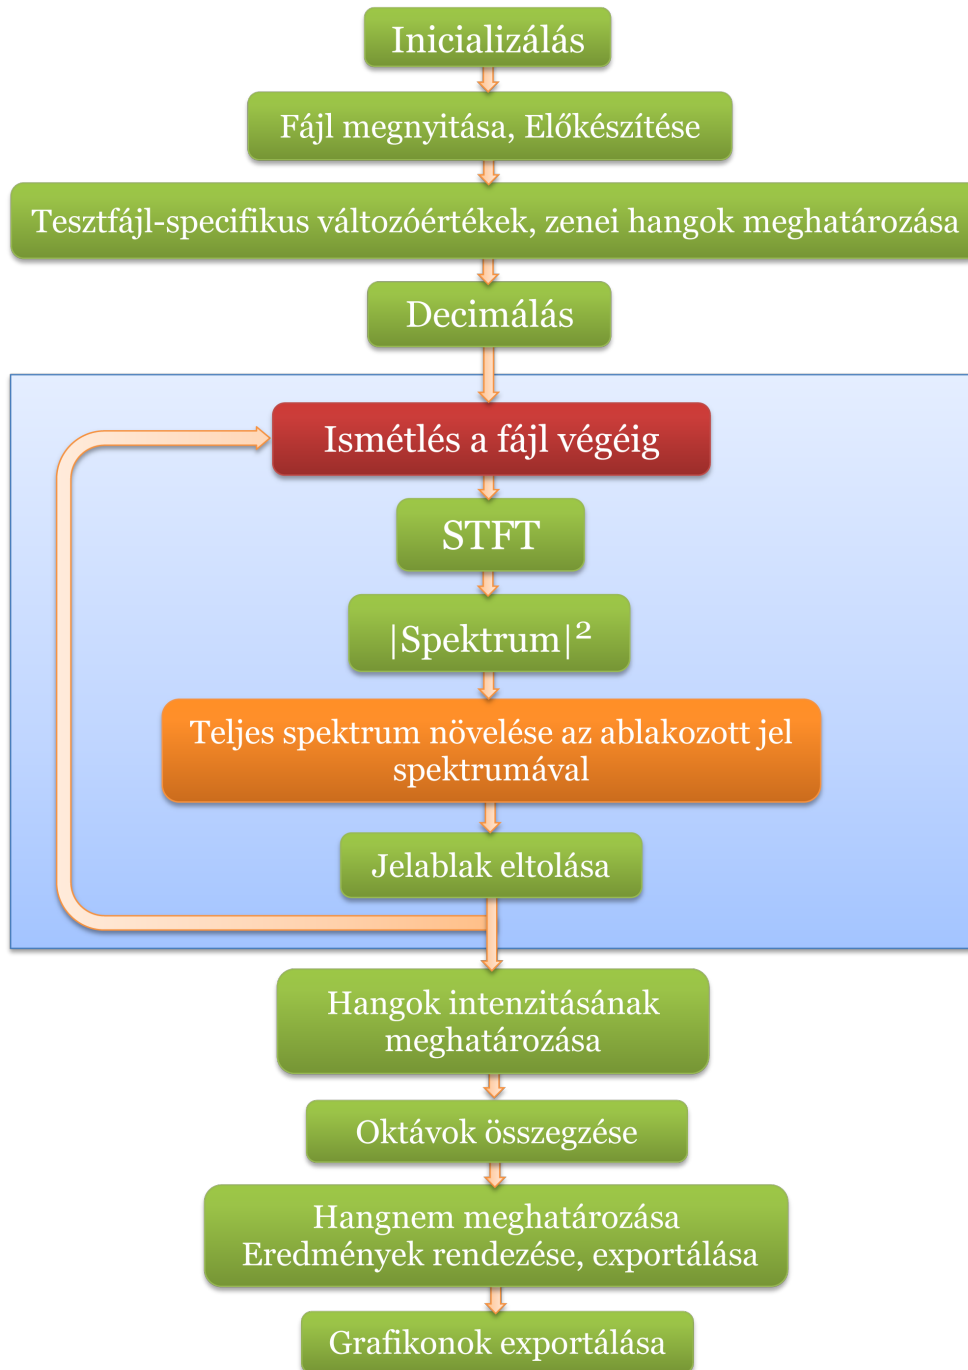 Inicializálás
Fájl megnyitása, Előkészítése
Tesztfájl-specifikus változóértékek, zenei hangok meghatározása
Decimálás
Ismétlés a fájl végéig
STFT
|Spektrum|²
Teljes spektrum növelése az ablakozott jel
spektrumával
Jelablak eltolása
Hangok intenzitásának
meghatározása
Oktávok összegzése
Hangnem meghatározása
Eredmények rendezése, exportálása
Grafikonok exportálása